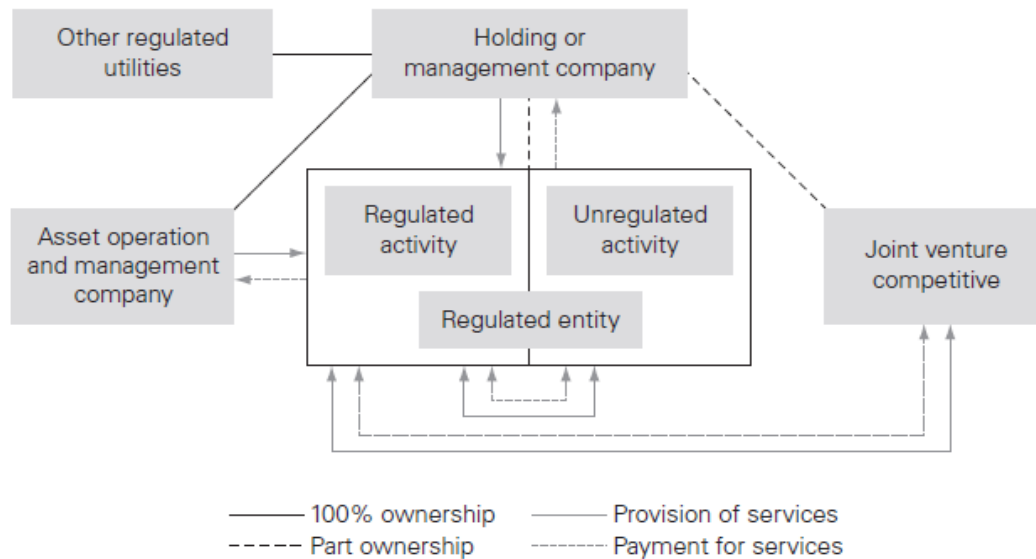 Other regulated
utilities
Holding or
management company
Regulated
activity
Unregulated
activity
Asset operation
and management
company
Joint venture
competitive
Regulated entity
100% ownership
Provision of services
Part ownership
Payment for services